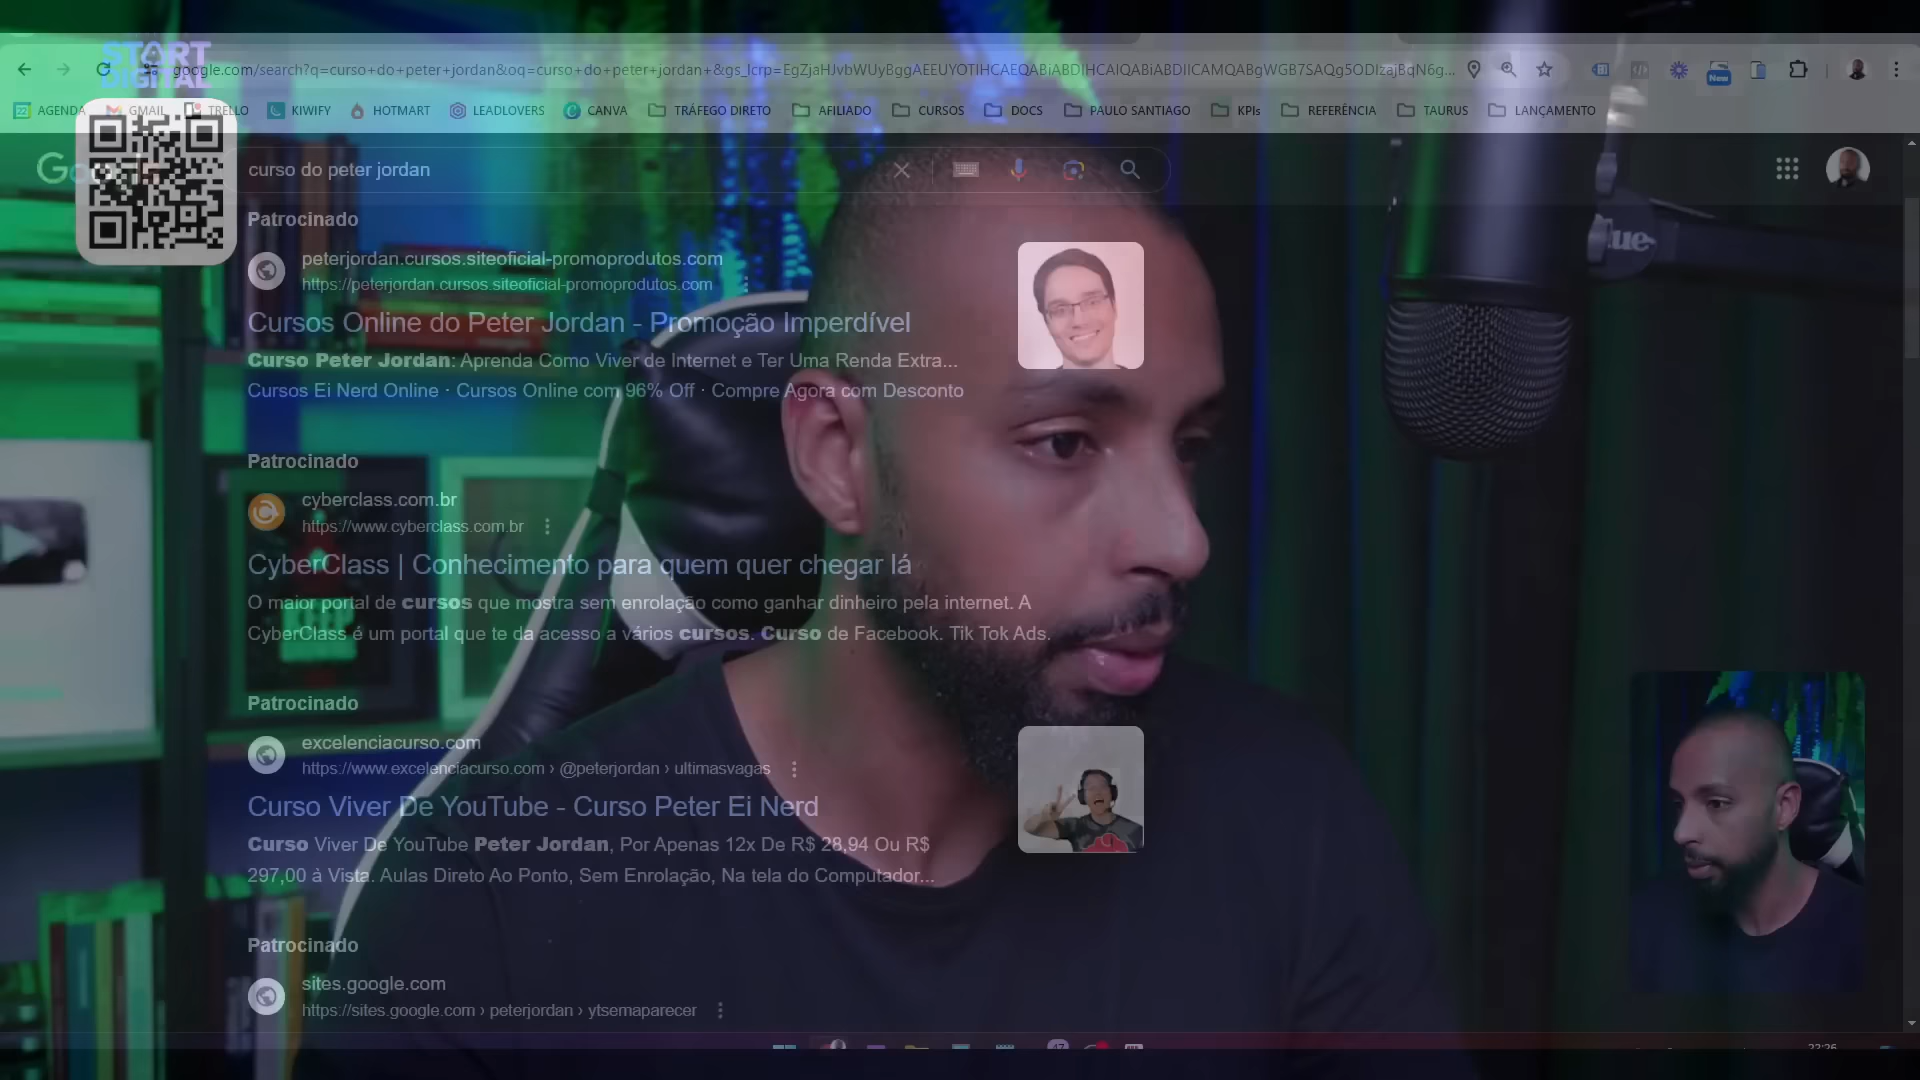 START
DIGITAL
google.com/search?q=curso+do+peter+jordan&oq=curso+do+peter+jordan+&gs_lcrp=EgZjaHJvbWUyBggAEEUYOTIHCAEQABiABDIHCAIQABiABDIICAMQABgWGB7SAQg5ODIzajBqN6g...
New
AGENDA GMAIL TRELLO KIWIFY HOTMART LEADLOVERS CANVA TRÁFEGO DIRETO AFILIADO CURSOS DOCS PAULO SANTIAGO KPIs REFERÊNCIA TAURUS LANÇAMENTO
curso do peter jordan
Patrocinado
peterjordan.cursos.siteoficial-promoprodutos.com
https://peterjordan.cursos.siteoficial-promoprodutos.com
Cursos Online do Peter Jordan - Promoção Imperdível
Curso Peter Jordan: Aprenda Como Viver de Internet e Ter Uma Renda Extra...
Cursos Ei Nerd Online · Cursos Online com 96% Off · Compre Agora com Desconto
Patrocinado
cyberclass.com.br
https://www.cyberclass.com.br
CyberClass | Conhecimento para quem quer chegar lá
O maior portal de cursos que mostra sem enrolação como ganhar dinheiro pela internet. A
CyberClass é um portal que te da acesso a vários cursos. Curso de Facebook. Tik Tok Ads.
Patrocinado
excelenciacurso.com
https://www.excelenciacurso.com › @peterjordan › ultimasvagas
Curso Viver De YouTube - Curso Peter Ei Nerd
Curso Viver De YouTube Peter Jordan, Por Apenas 12x De R$ 28,94 Ou R$
297,00 à Vista. Aulas Direto Ao Ponto, Sem Enrolação, Na tela do Computador...
Patrocinado
sites.google.com
https://sites.google.com › peterjordan › ytsemaparecer
22:26